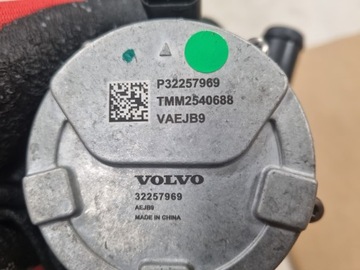 P32257969
TMM2540688
VAEJB9
VOLVO
32257969
AEJB9
MADE IN CHINA